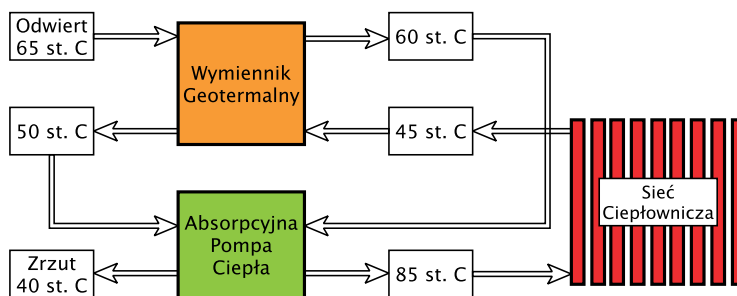 Odwiert
65 st. C
Wymiennik
Geotermalny
60 st. C
50 st. C
45 st. C
Sieć
Ciepłownicza
Absorpcyjna
Pompa
Ciepła
Zrzut
40 st. C
85 st. C